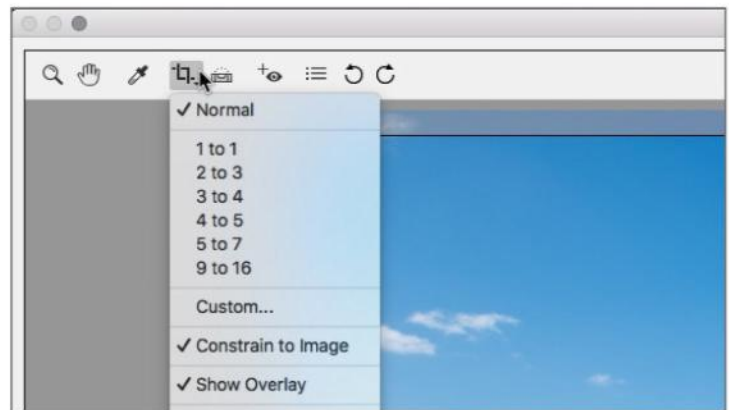 ✓ Normal
1 to 1
2 to 3
3 to 4
4 to 5
5 to 7
9 to 16
Custom...
✓ Constrain to Image
✓ Show Overlay